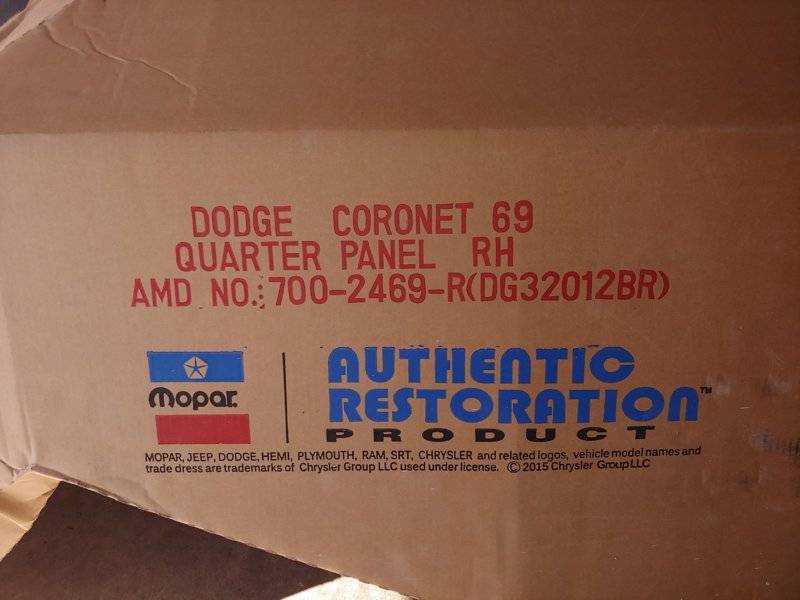 DODGE CORONET 69
QUARTER PANEL RH
AMD NO.:700-2469-R(DG32012BR)
Mopar.
AUTHENTIC
RESTORATION™
PRODUCT
MOPAR, JEEP, DODGE, HEMI, PLYMOUTH, RAM, SRT, CHRYSLER and related logos, vehicle model names and
trade dress are trademarks of Chrysler Group LLC used under license. © 2015 Chrysler Group LLC